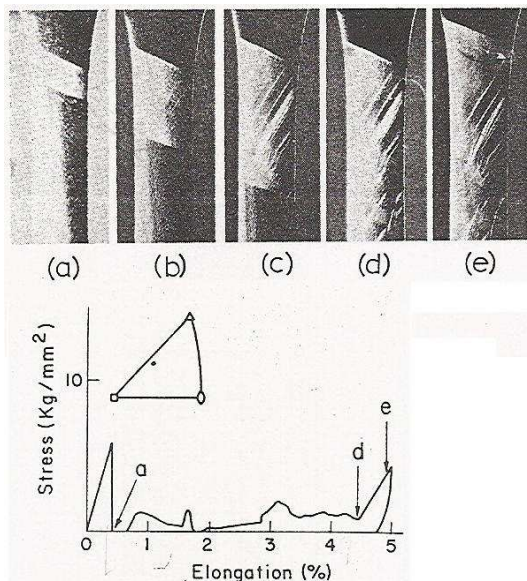 (a) (b) (c) (d) (e)
Stress (Kg/mm²)
10
a
d
e
0 1 2 3 4 5
Elongation (%)